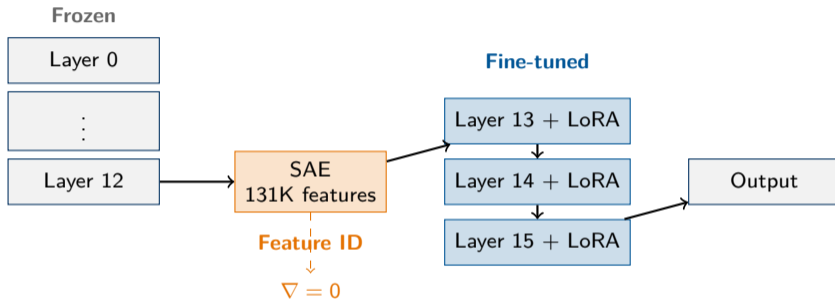 Frozen
Layer 0
⋮
Layer 12
SAE
131K features
Feature ID
∇ = 0
Fine-tuned
Layer 13 + LoRA
Layer 14 + LoRA
Layer 15 + LoRA
Output